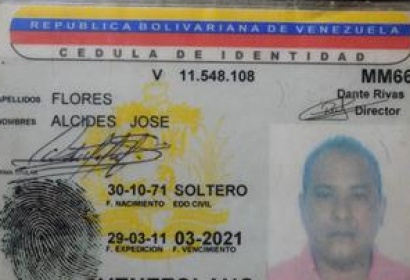 REPUBLICA BOLIVARIANA DE VENEZUELA
CEDULA DE IDENTIDAD
V 11.548.108 MM66
Dante Rivas
Director
APELLIDOS FLORES
NOMBRES ALCIDES JOSE
30-10-71 SOLTERO
F. NACIMIENTO EDO CIVIL
29-03-11 03-2021
F. EXPEDICION F. VENCIMIENTO